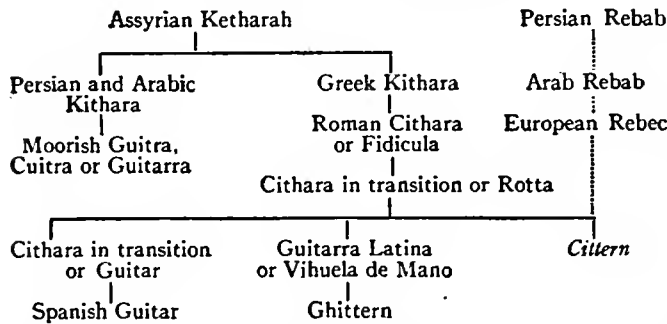 Assyrian Ketharah
Persian Rebab
Persian and Arabic
Kithara
Greek Kithara
Arab Rebab
Moorish Guitra,
Cuitra or Guitarra
Roman Cithara
or Fidicula
European Rebec
Cithara in transition or Rotta
Cithara in transition
or Guitar
Guitarra Latina
or Vihuela de Mano
Cittern
Spanish Guitar
Ghittern